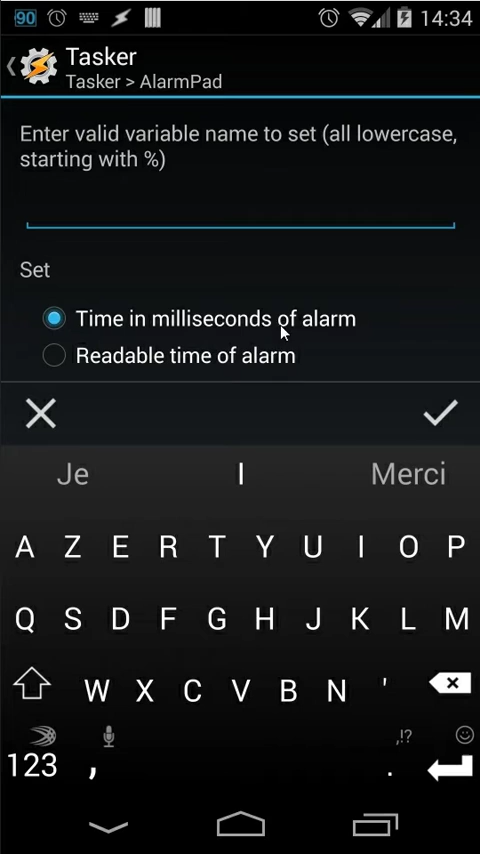 90 14:34
Tasker
Tasker > AlarmPad
Enter valid variable name to set (all lowercase,
starting with %)
Set
Time in milliseconds of alarm
Readable time of alarm
Je I Merci
A Z E R T Y U I O P
Q S D F G H J K L M
W X C V B N '
,!?
123 , .